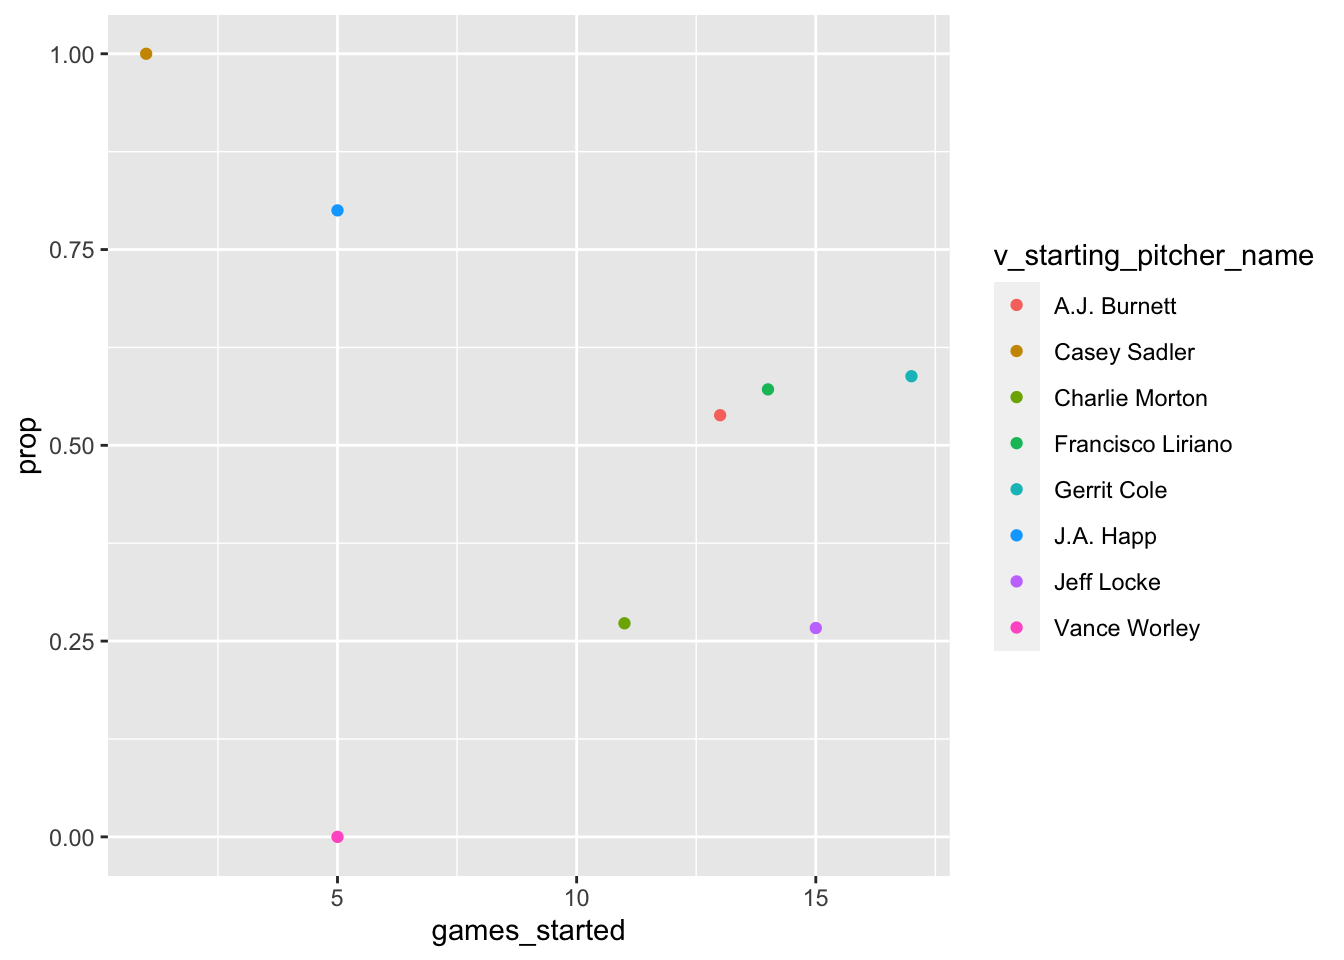 1.00
0.75
0.50
0.25
0.00
prop
5
10
15
games_started
v_starting_pitcher_name
A.J. Burnett
Casey Sadler
Charlie Morton
Francisco Liriano
Gerrit Cole
J.A. Happ
Jeff Locke
Vance Worley